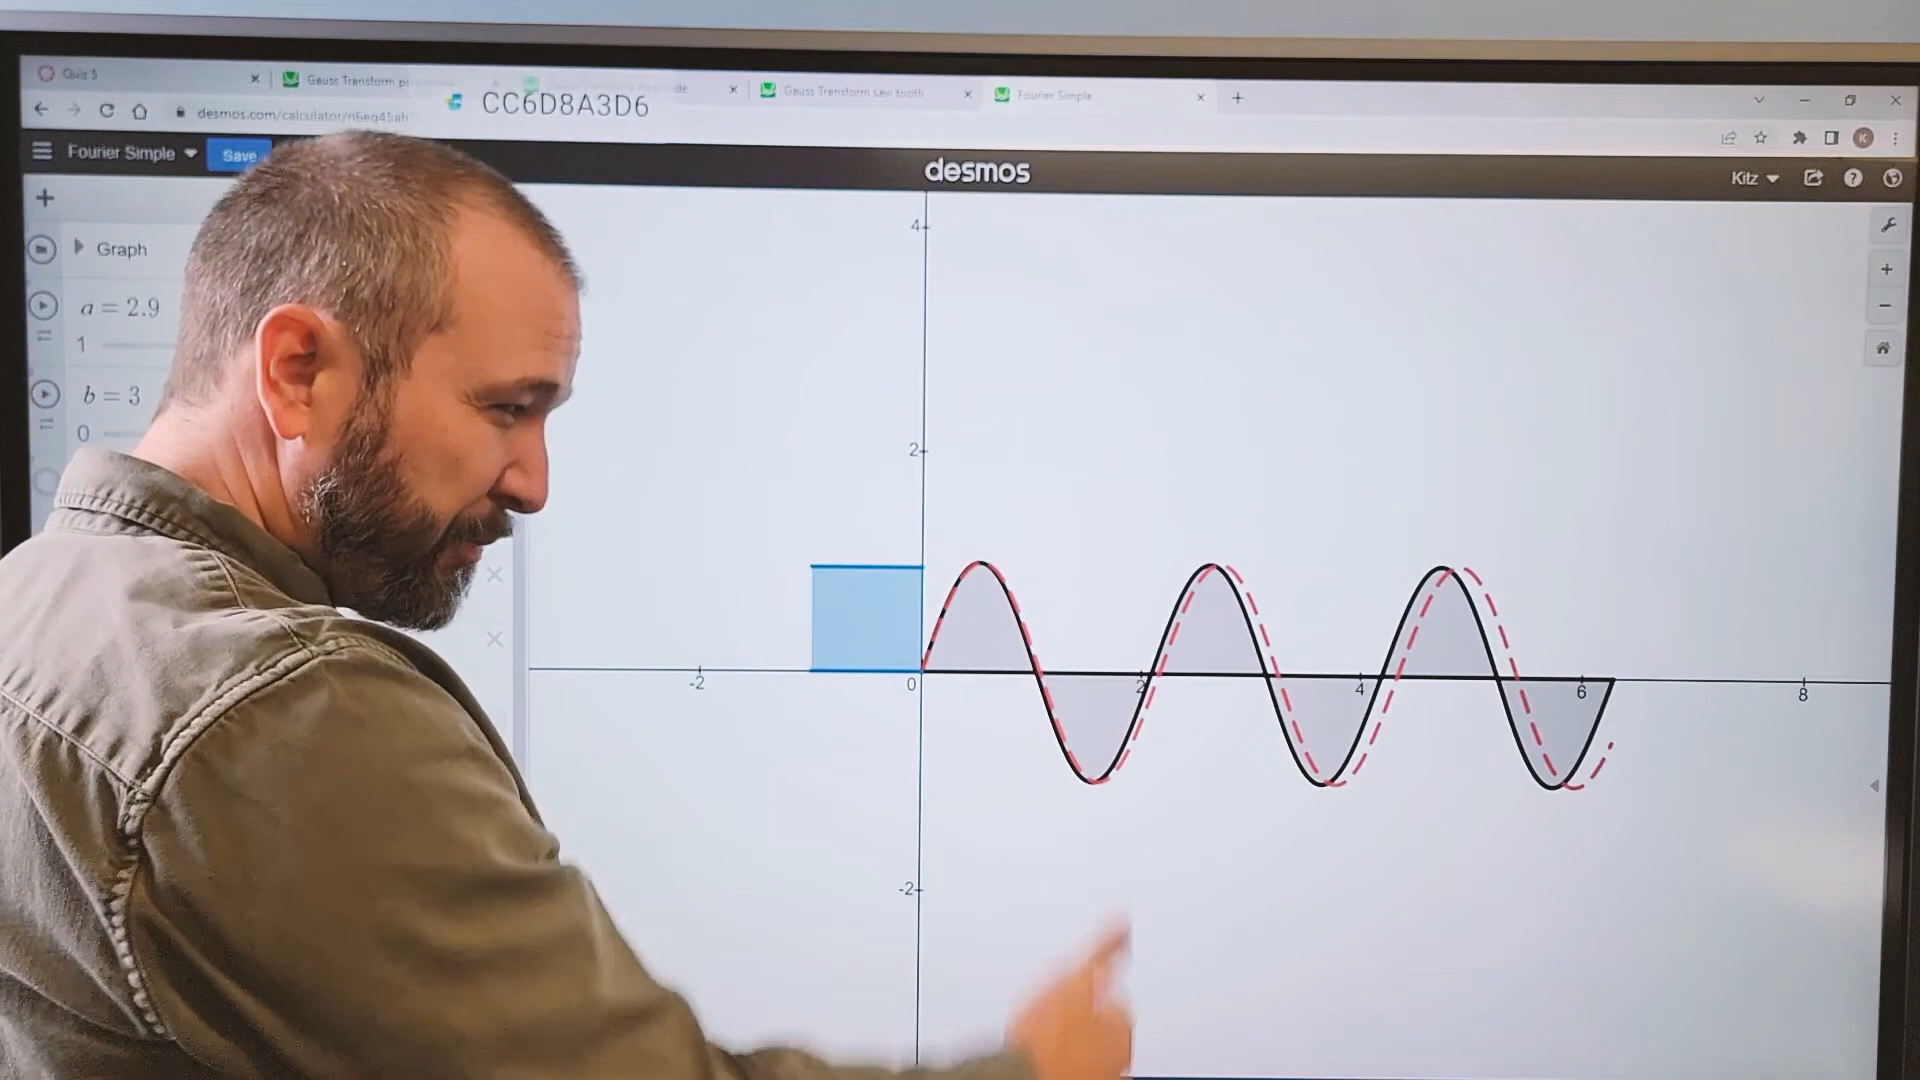 Quiz 5
Gauss Transform
Gauss Transform saw tooth
Fourier Simple
CC6D8A3D6
desmos.com/calculator/n6eq45ah
K
Fourier Simple
Save
desmos
Kitz
Graph
a = 2.9
1
b = 3
0
4
2
-2
0
2
4
6
8
-2